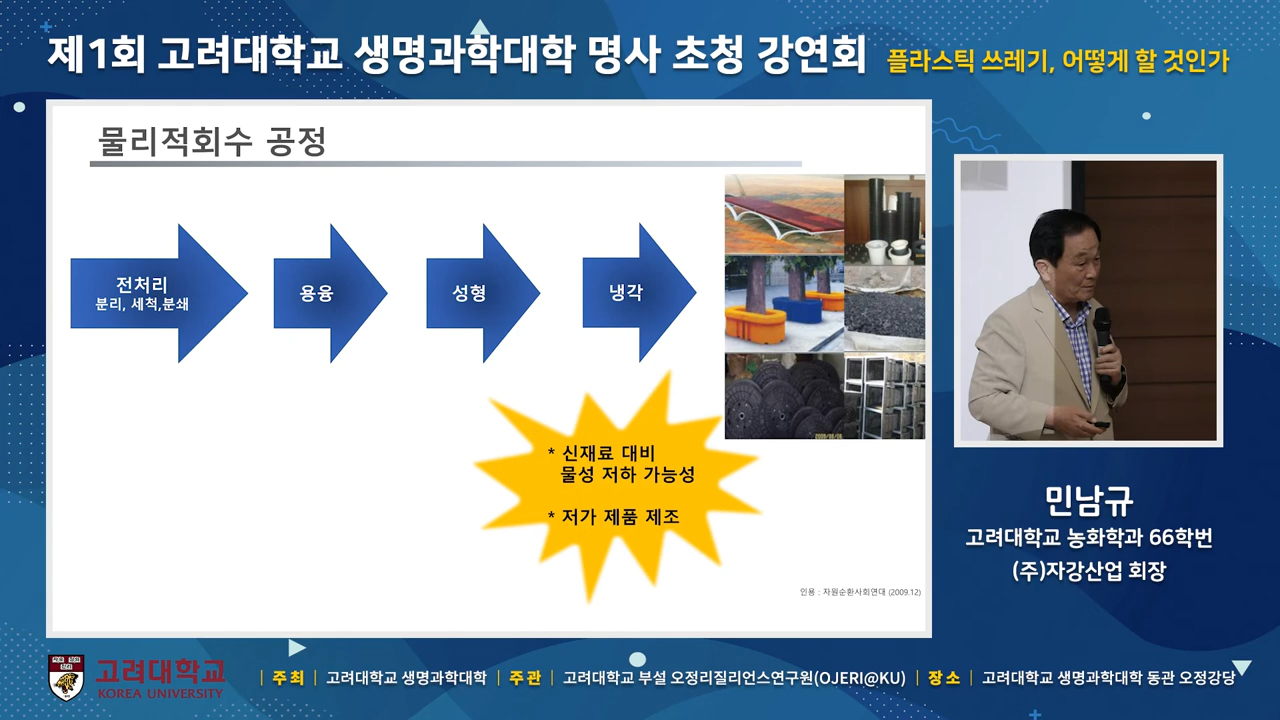 제1회 고려대학교 생명과학대학 명사 초청 강연회 플라스틱 쓰레기, 어떻게 할 것인가
물리적회수 공정
전처리
분리, 세척,분쇄
용융
성형
냉각
* 신재료 대비
물성 저하 가능성
* 저가 제품 제조
인용 : 자원순환사회연대 (2009.12)
민남규
고려대학교 농화학과 66학번
(주)자강산업 회장
고려대학교
KOREA UNIVERSITY
| 주최 | 고려대학교 생명과학대학 | 주관 | 고려대학교 부설 오정리질리언스연구원(OJERI@KU) | 장소 | 고려대학교 생명과학대학 동관 오정강당